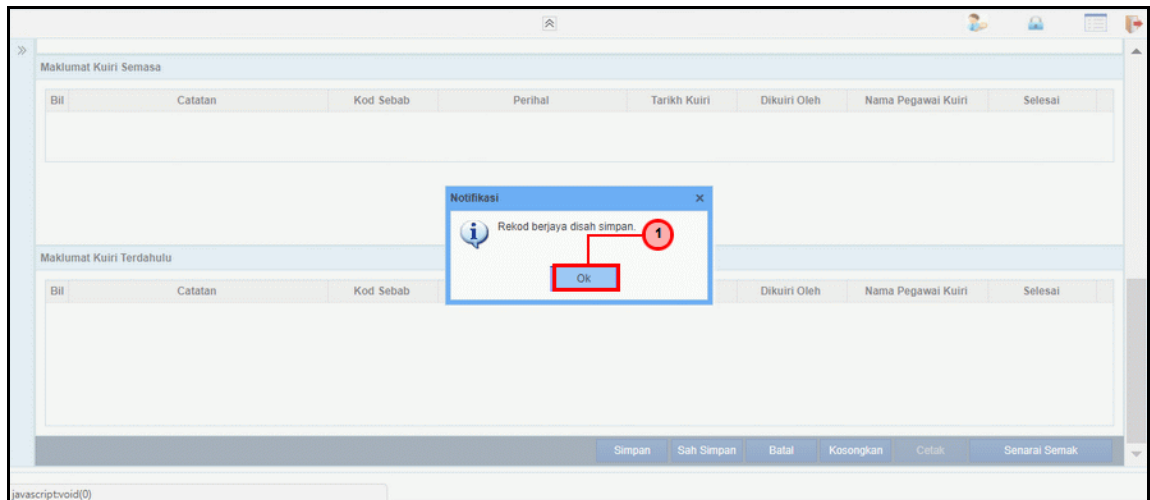 Maklumat Kuiri Semasa
Bil Catatan Kod Sebab Perihal Tarikh Kuiri Dikuiri Oleh Nama Pegawai Kuiri Selesai
Notifikasi
Rekod berjaya disah simpan.
1
Ok
Maklumat Kuiri Terdahulu
Bil Catatan Kod Sebab Dikuiri Oleh Nama Pegawai Kuiri Selesai
Simpan Sah Simpan Batal Kosongkan Cetak Senarai Semak
javascript:void(0)